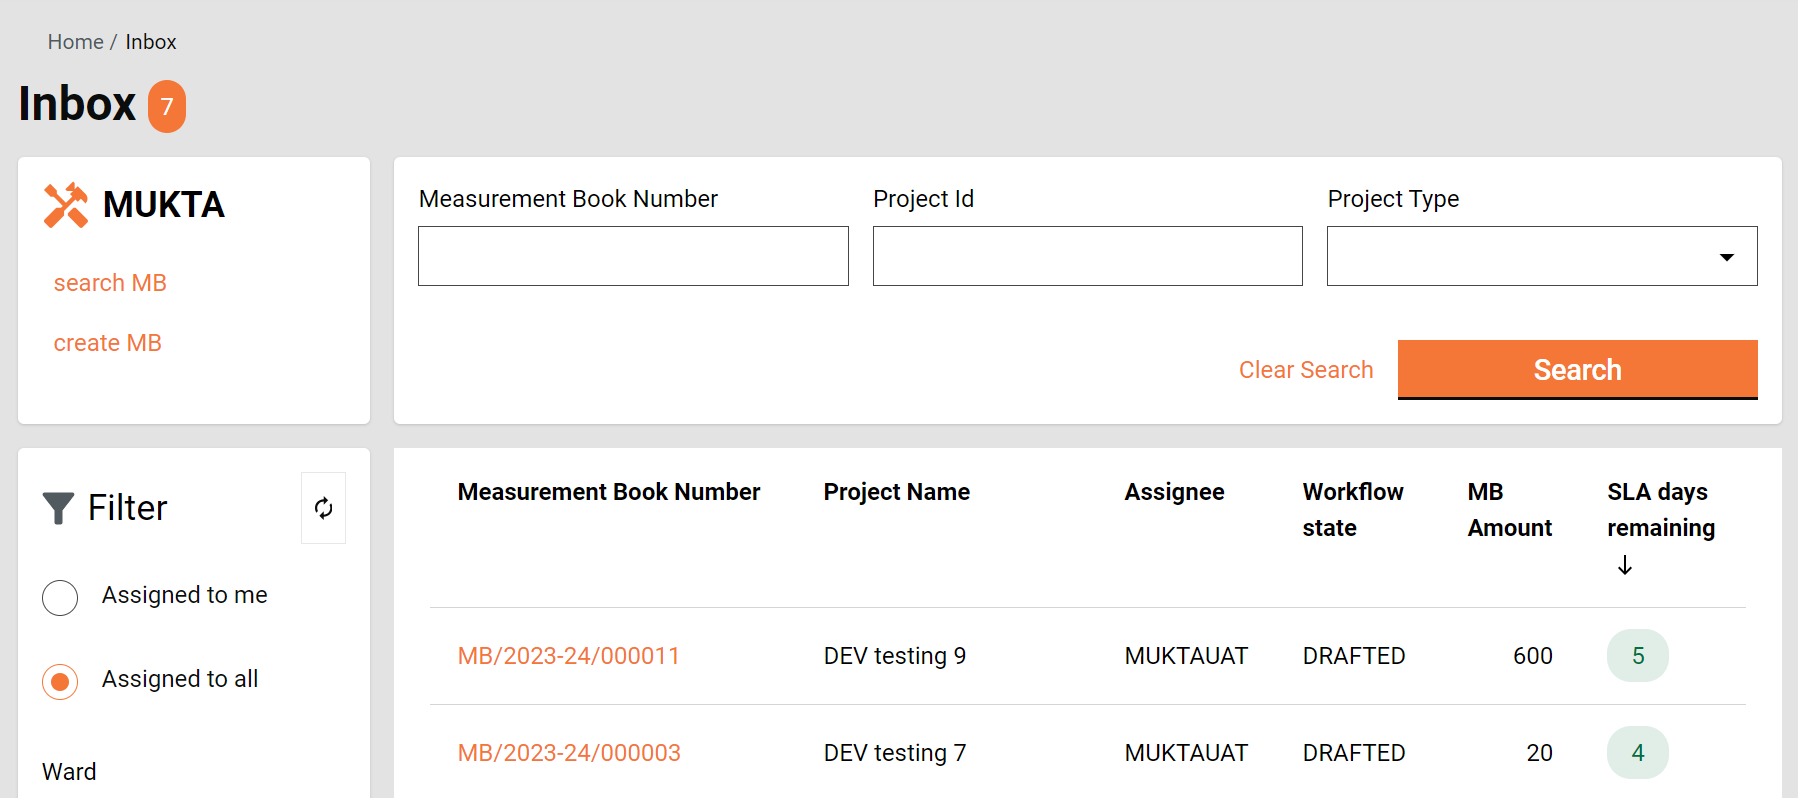 Home / Inbox
Inbox 7
MUKTA
search MB
create MB
Measurement Book Number
Project Id
Project Type
Clear Search
Search
Filter
Assigned to me
Assigned to all
Ward
Measurement Book Number Project Name Assignee Workflow state MB Amount SLA days remaining ↓
MB/2023-24/000011 DEV testing 9 MUKTAUAT DRAFTED 600 5
MB/2023-24/000003 DEV testing 7 MUKTAUAT DRAFTED 20 4